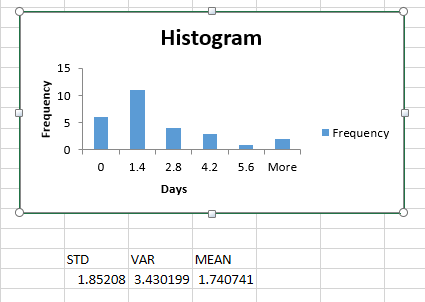 Histogram
15
10
5
0
Frequency
0 1.4 2.8 4.2 5.6 More
Days
Frequency
STD VAR MEAN
1.85208 3.430199 1.740741